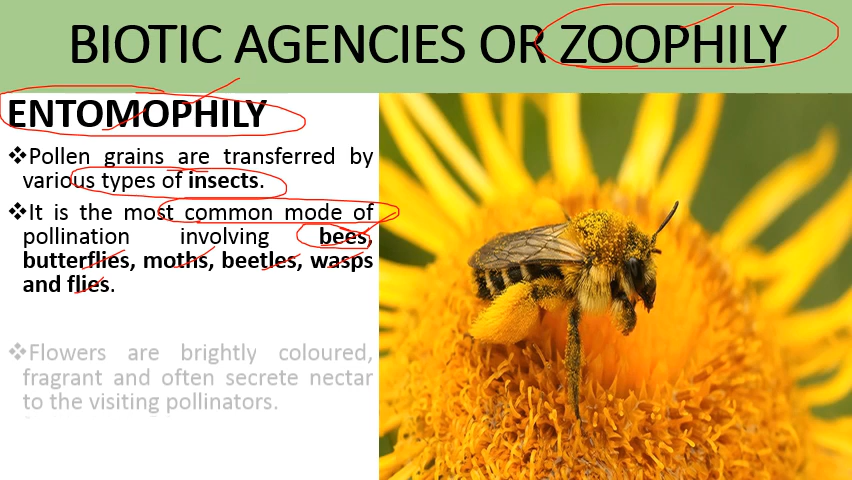 BIOTIC AGENCIES OR ZOOPHILY
ENTOMOPHILY
❖Pollen grains are transferred by
various types of insects.
❖It is the most common mode of
pollination involving bees,
butterflies, moths, beetles, wasps
and flies.
❖Flowers are brightly coloured,
fragrant and often secrete nectar
to the visiting pollinators.